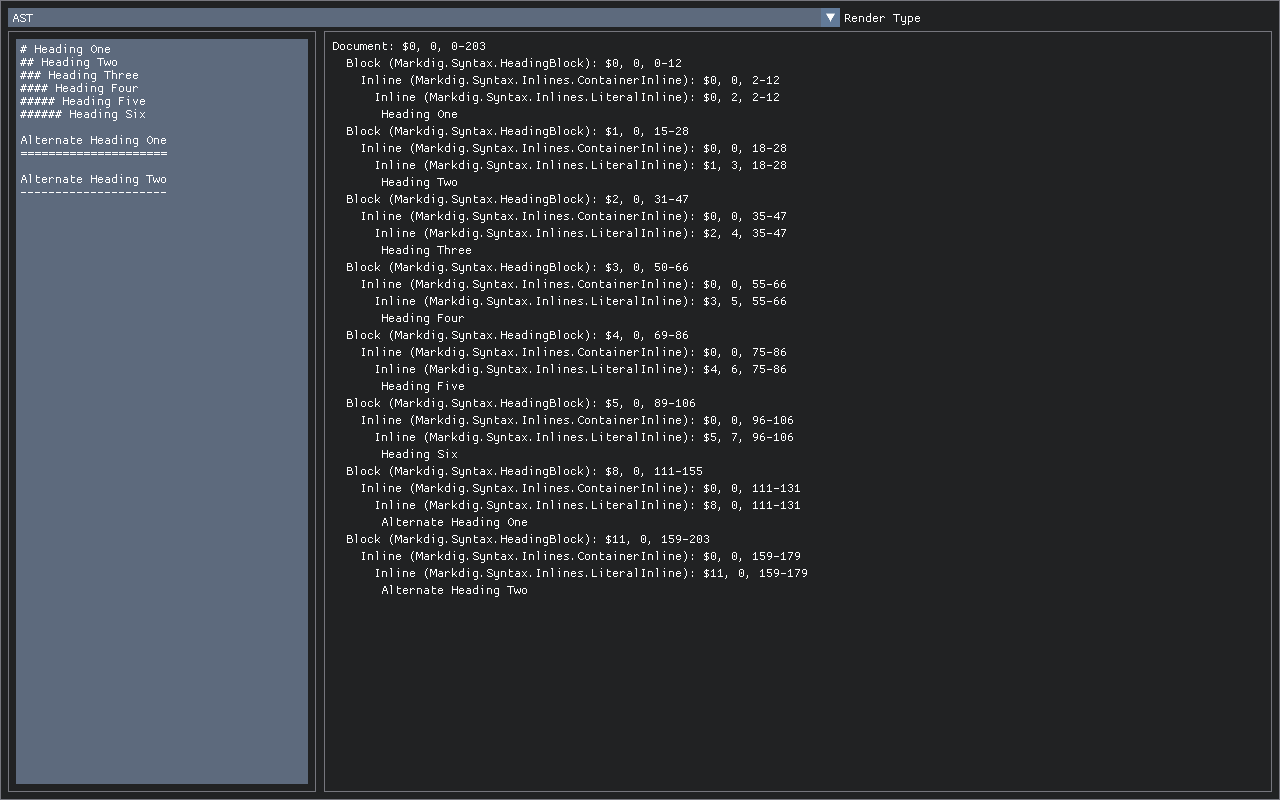 AST
Render Type
# Heading One
## Heading Two
### Heading Three
#### Heading Four
##### Heading Five
###### Heading Six
Alternate Heading One
=====================
Alternate Heading Two
---------------------
Document: $0, 0, 0-203
Block (Markdig.Syntax.HeadingBlock): $0, 0, 0-12
Inline (Markdig.Syntax.Inlines.ContainerInline): $0, 0, 2-12
Inline (Markdig.Syntax.Inlines.LiteralInline): $0, 2, 2-12
Heading One
Block (Markdig.Syntax.HeadingBlock): $1, 0, 15-28
Inline (Markdig.Syntax.Inlines.ContainerInline): $0, 0, 18-28
Inline (Markdig.Syntax.Inlines.LiteralInline): $1, 3, 18-28
Heading Two
Block (Markdig.Syntax.HeadingBlock): $2, 0, 31-47
Inline (Markdig.Syntax.Inlines.ContainerInline): $0, 0, 35-47
Inline (Markdig.Syntax.Inlines.LiteralInline): $2, 4, 35-47
Heading Three
Block (Markdig.Syntax.HeadingBlock): $3, 0, 50-66
Inline (Markdig.Syntax.Inlines.ContainerInline): $0, 0, 55-66
Inline (Markdig.Syntax.Inlines.LiteralInline): $3, 5, 55-66
Heading Four
Block (Markdig.Syntax.HeadingBlock): $4, 0, 69-86
Inline (Markdig.Syntax.Inlines.ContainerInline): $0, 0, 75-86
Inline (Markdig.Syntax.Inlines.LiteralInline): $4, 6, 75-86
Heading Five
Block (Markdig.Syntax.HeadingBlock): $5, 0, 89-106
Inline (Markdig.Syntax.Inlines.ContainerInline): $0, 0, 96-106
Inline (Markdig.Syntax.Inlines.LiteralInline): $5, 7, 96-106
Heading Six
Block (Markdig.Syntax.HeadingBlock): $8, 0, 111-155
Inline (Markdig.Syntax.Inlines.ContainerInline): $0, 0, 111-131
Inline (Markdig.Syntax.Inlines.LiteralInline): $8, 0, 111-131
Alternate Heading One
Block (Markdig.Syntax.HeadingBlock): $11, 0, 159-203
Inline (Markdig.Syntax.Inlines.ContainerInline): $0, 0, 159-179
Inline (Markdig.Syntax.Inlines.LiteralInline): $11, 0, 159-179
Alternate Heading Two